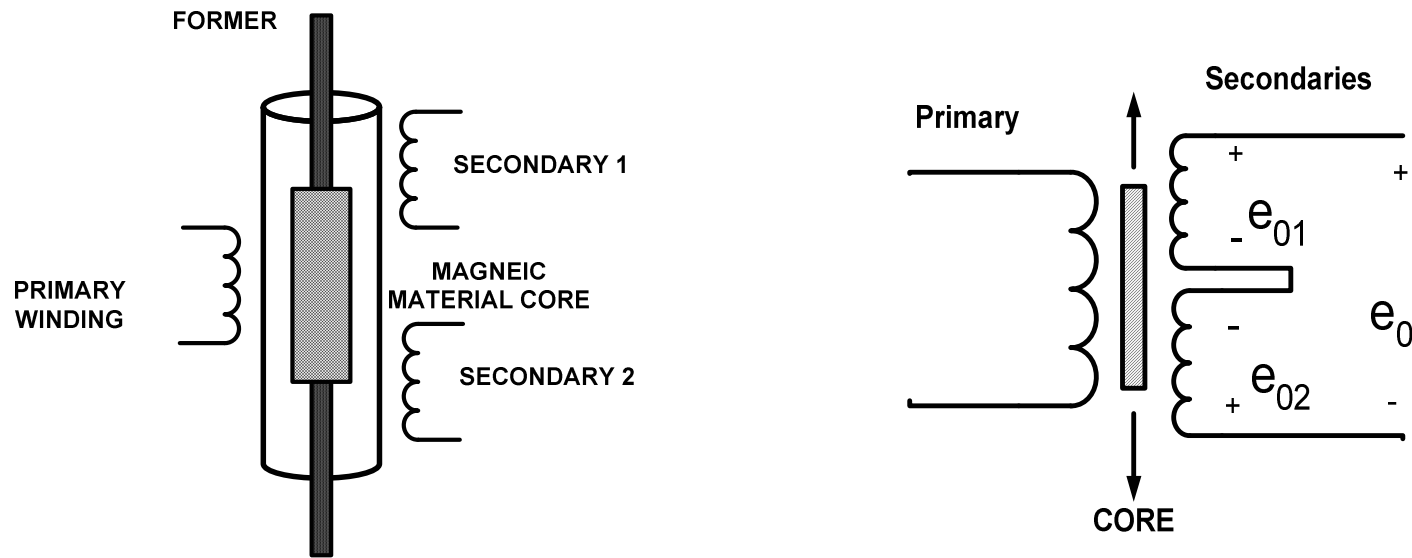 FORMER
SECONDARY 1
PRIMARY
WINDING
MAGNEIC
MATERIAL CORE
SECONDARY 2
Primary
Secondaries
+
+
e01
-
-
e0
e02
+
-
CORE